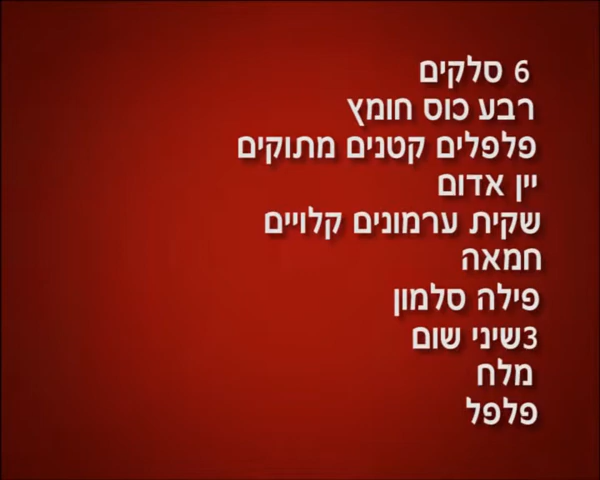 6 סלקים
רבע כוס חומץ
פלפלים קטנים מתוקים
יין אדום
שקית ערמונים קלויים
חמאה
פילה סלמון
3שיני שום
מלח
פלפל